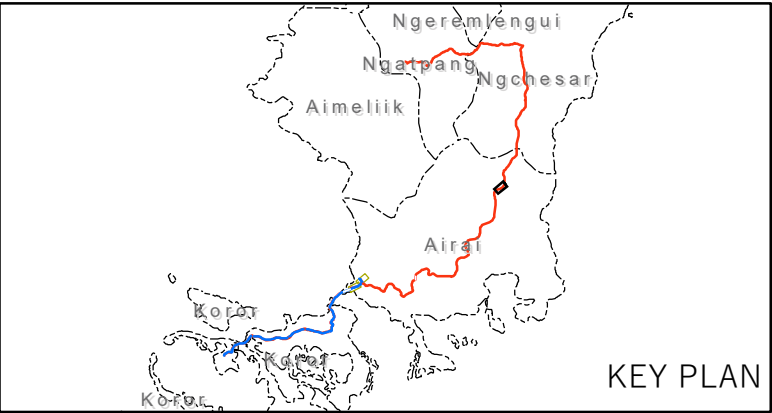 Ngeremlengui
Ngatpang
Ngchesar
Aimeliik
Airai
Koror
Koror
KEY PLAN
Koror